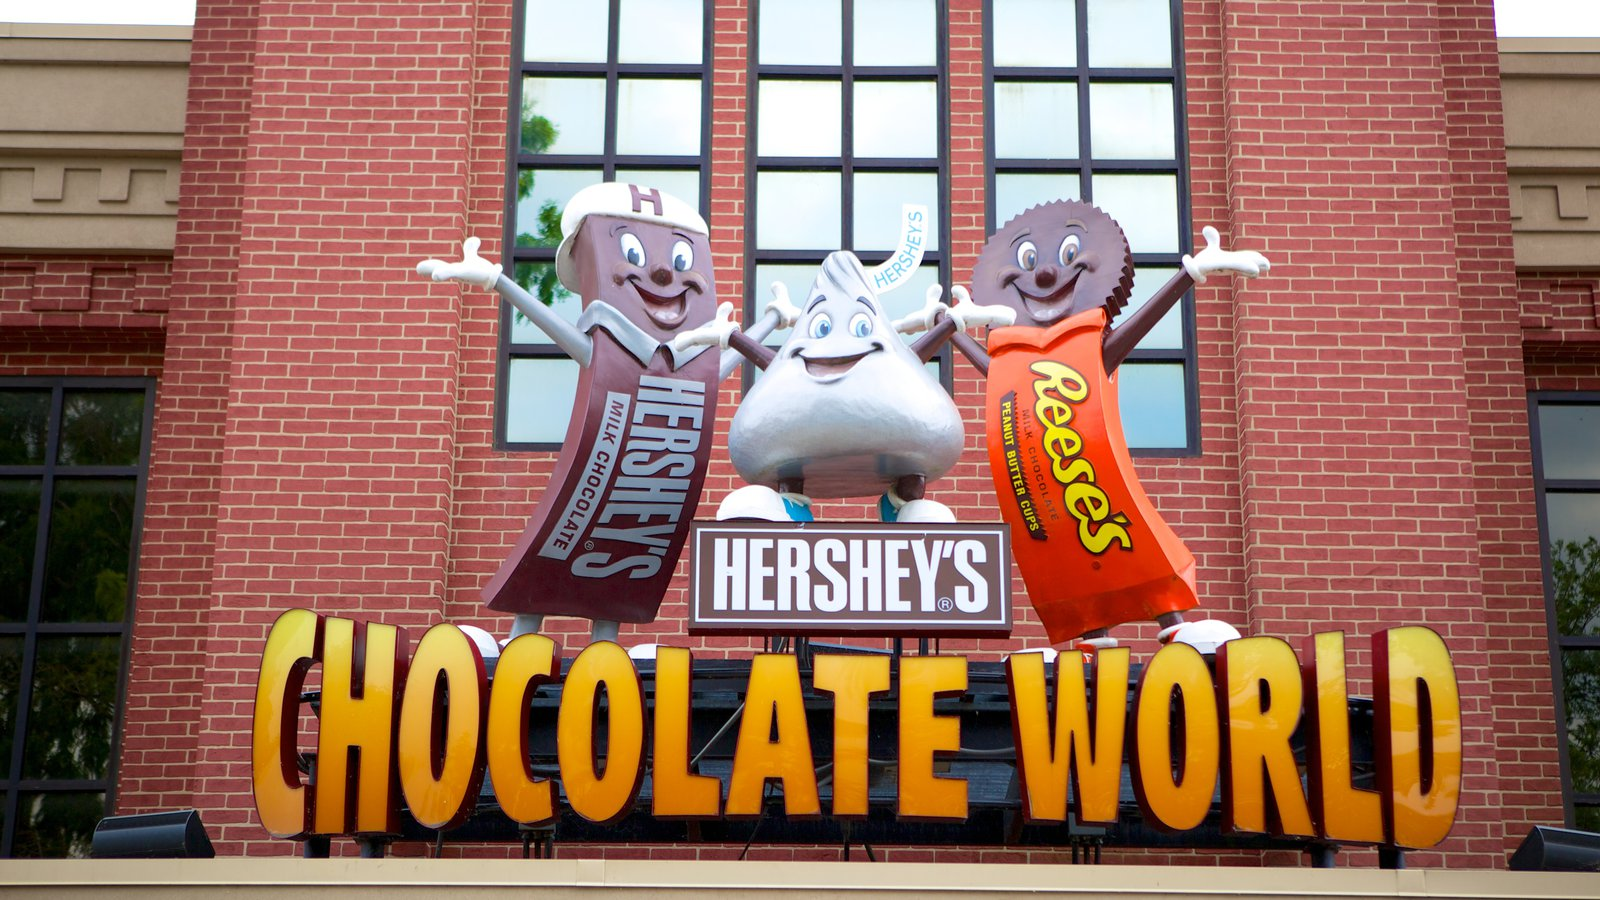 H
HERSHEY'S
HERSHEY'S
MILK CHOCOLATE
Reese's
MILK CHOCOLATE
PEANUT BUTTER CUPS
HERSHEY'S®
CHOCOLATE WORLD